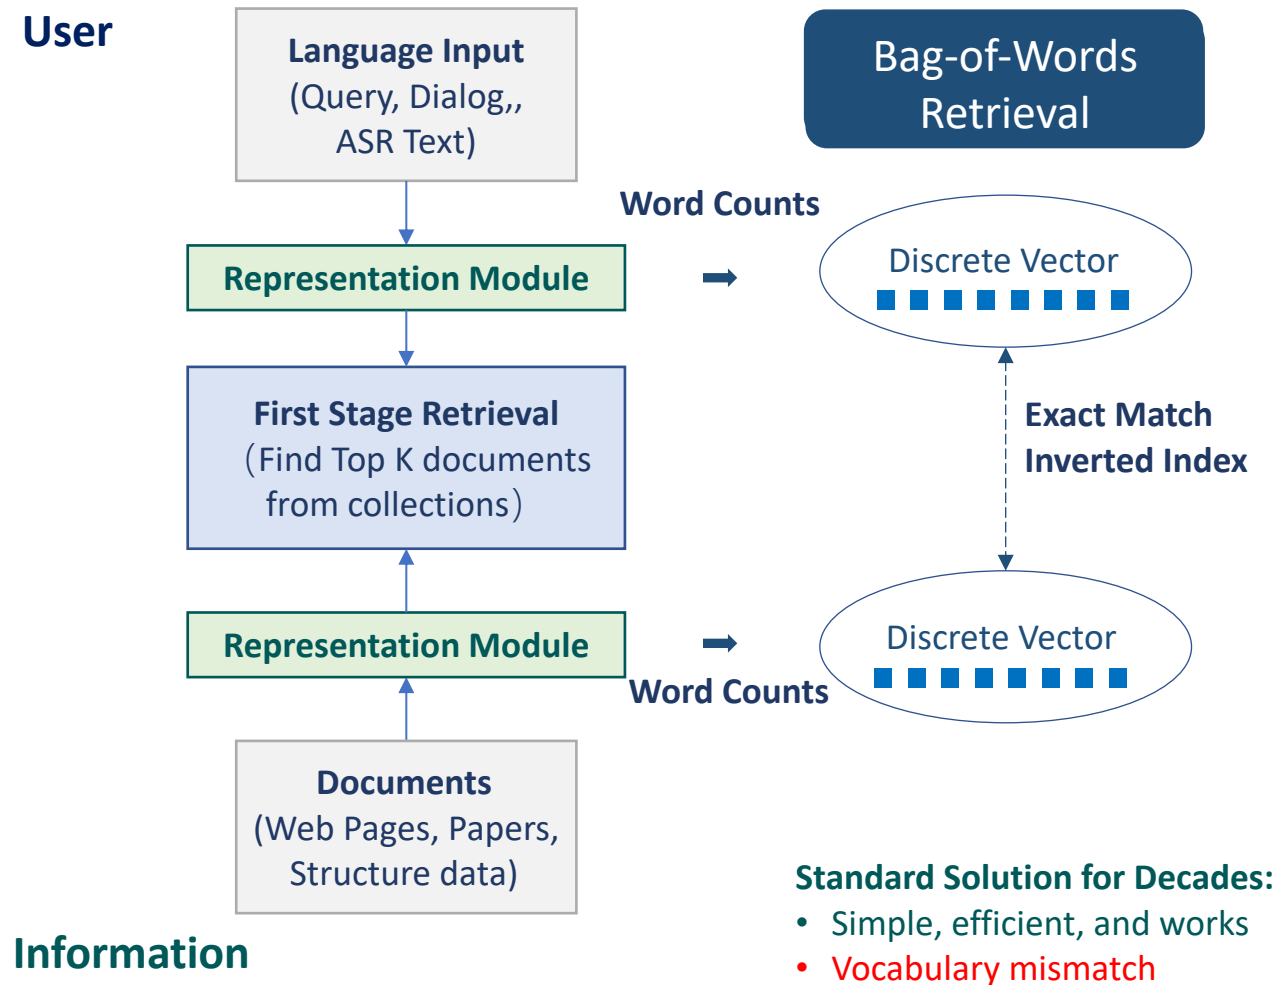 User
Language Input
(Query, Dialog,,
ASR Text)
Bag-of-Words
Retrieval
Word Counts
Representation Module
Discrete Vector
First Stage Retrieval
（Find Top K documents
from collections）
Exact Match
Inverted Index
Representation Module
Discrete Vector
Word Counts
Documents
(Web Pages, Papers,
Structure data)
Standard Solution for Decades:
• Simple, efficient, and works
• Vocabulary mismatch
Information